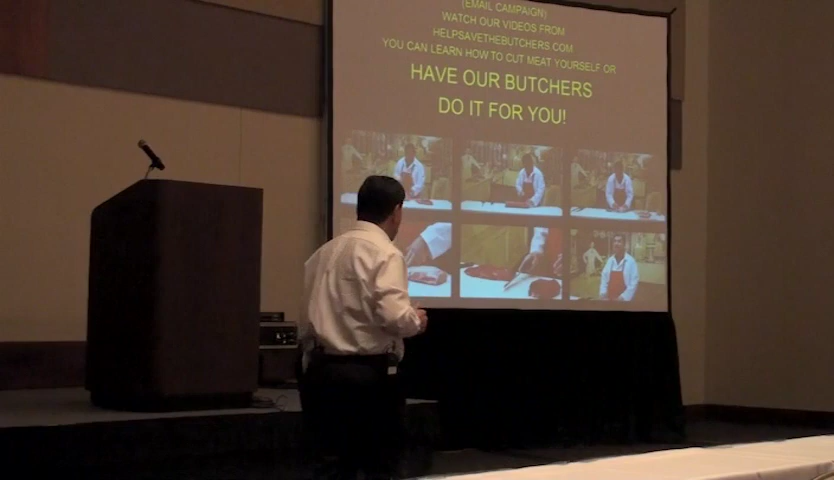 (EMAIL CAMPAIGN)
WATCH OUR VIDEOS FROM
HELPSAVETHEBUTCHERS.COM
YOU CAN LEARN HOW TO CUT MEAT YOURSELF OR
HAVE OUR BUTCHERS
DO IT FOR YOU!